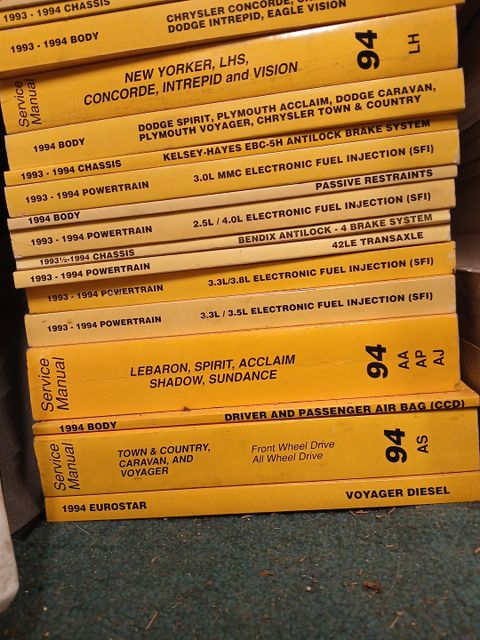 1993 - 1994 CHASSIS
1993 - 1994 BODY
CHRYSLER CONCORDE,
DODGE INTREPID, EAGLE VISION
Service
Manual
NEW YORKER, LHS,
CONCORDE, INTREPID and VISION
94
LH
1994 BODY
DODGE SPIRIT, PLYMOUTH ACCLAIM, DODGE CARAVAN,
PLYMOUTH VOYAGER, CHRYSLER TOWN & COUNTRY
1993 - 1994 CHASSIS
KELSEY-HAYES EBC-5H ANTILOCK BRAKE SYSTEM
1993 - 1994 POWERTRAIN
3.0L MMC ELECTRONIC FUEL INJECTION (SFI)
1994 BODY
PASSIVE RESTRAINTS
1993 - 1994 POWERTRAIN
2.5L / 4.0L ELECTRONIC FUEL INJECTION (SFI)
1993½-1994 CHASSIS
BENDIX ANTILOCK - 4 BRAKE SYSTEM
1993 - 1994 POWERTRAIN
42LE TRANSAXLE
1993 - 1994 POWERTRAIN
3.3L/3.8L ELECTRONIC FUEL INJECTION (SFI)
1993 - 1994 POWERTRAIN
3.3L / 3.5L ELECTRONIC FUEL INJECTION (SFI)
Service
Manual
LEBARON, SPIRIT, ACCLAIM
SHADOW, SUNDANCE
94
AA
AP
AJ
1994 BODY
DRIVER AND PASSENGER AIR BAG (CCD)
Service
Manual
TOWN & COUNTRY,
CARAVAN, AND
VOYAGER
Front Wheel Drive
All Wheel Drive
94
AS
1994 EUROSTAR
VOYAGER DIESEL